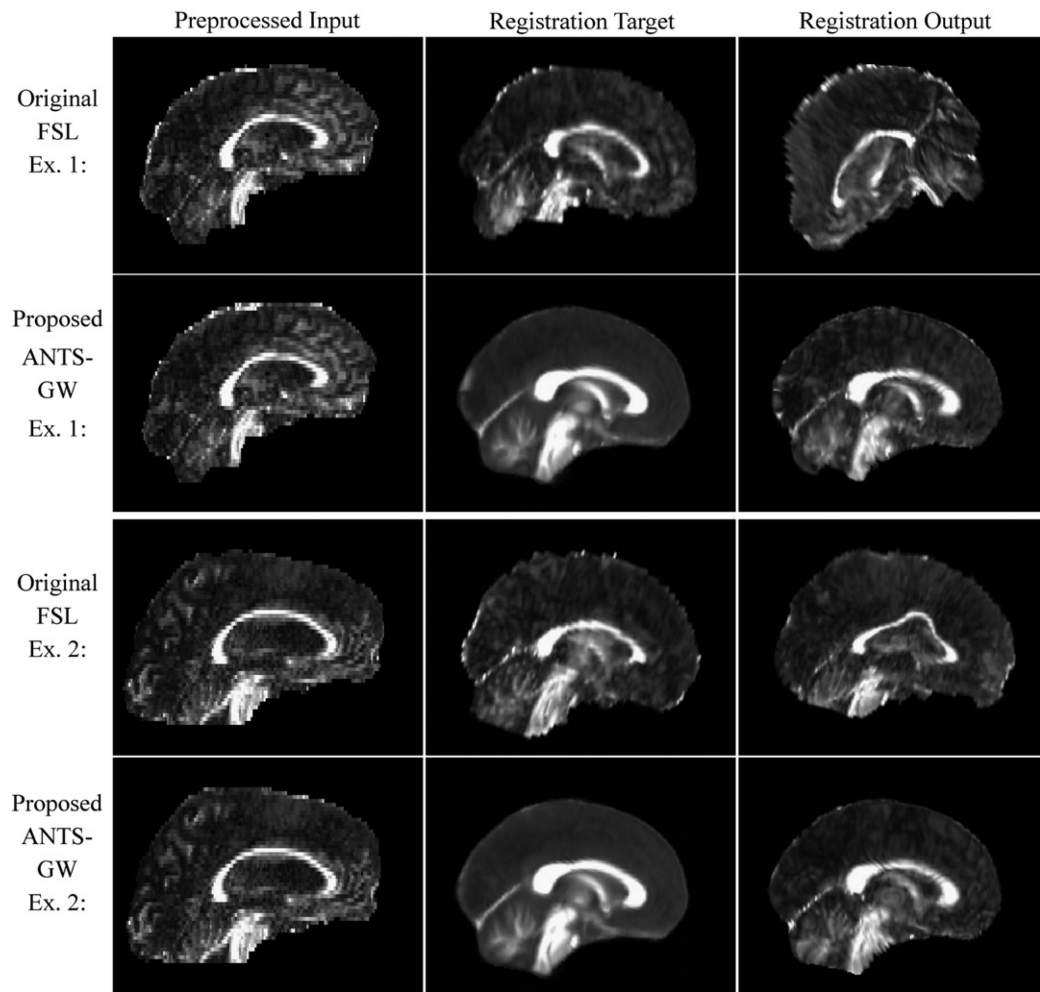 Preprocessed Input
Registration Target
Registration Output
Original
FSL
Ex. 1:
Proposed
ANTS-
GW
Ex. 1:
Original
FSL
Ex. 2:
Proposed
ANTS-
GW
Ex. 2: